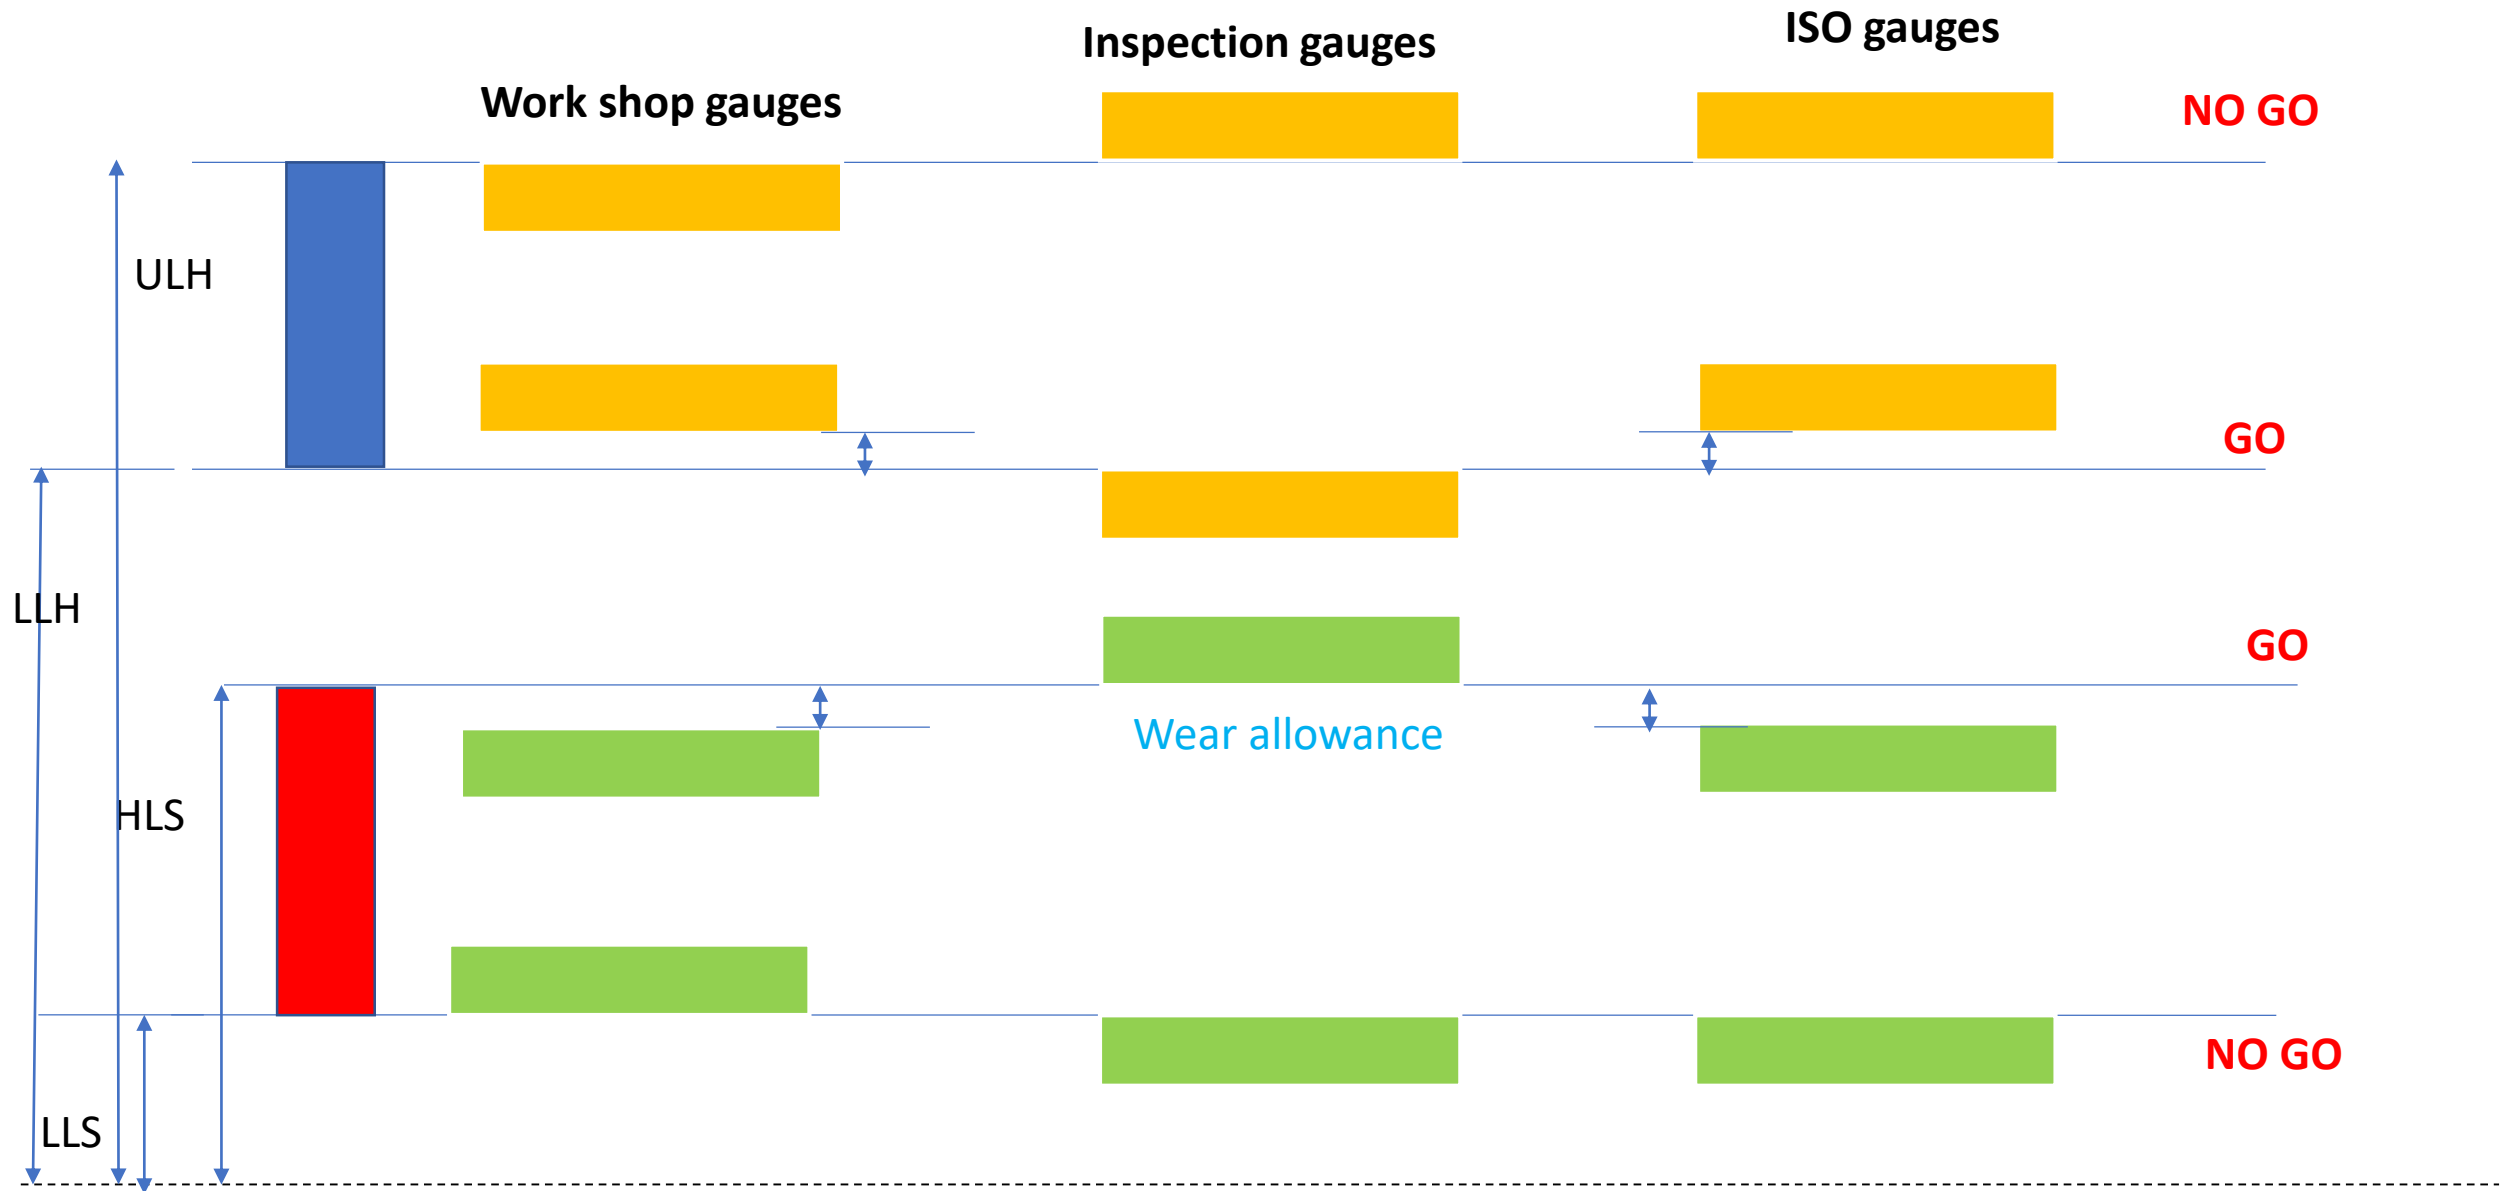 ISO gauges
Inspection gauges
Work shop gauges
NO GO
ULH
GO
LLH
GO
Wear allowance
HLS
NO GO
LLS